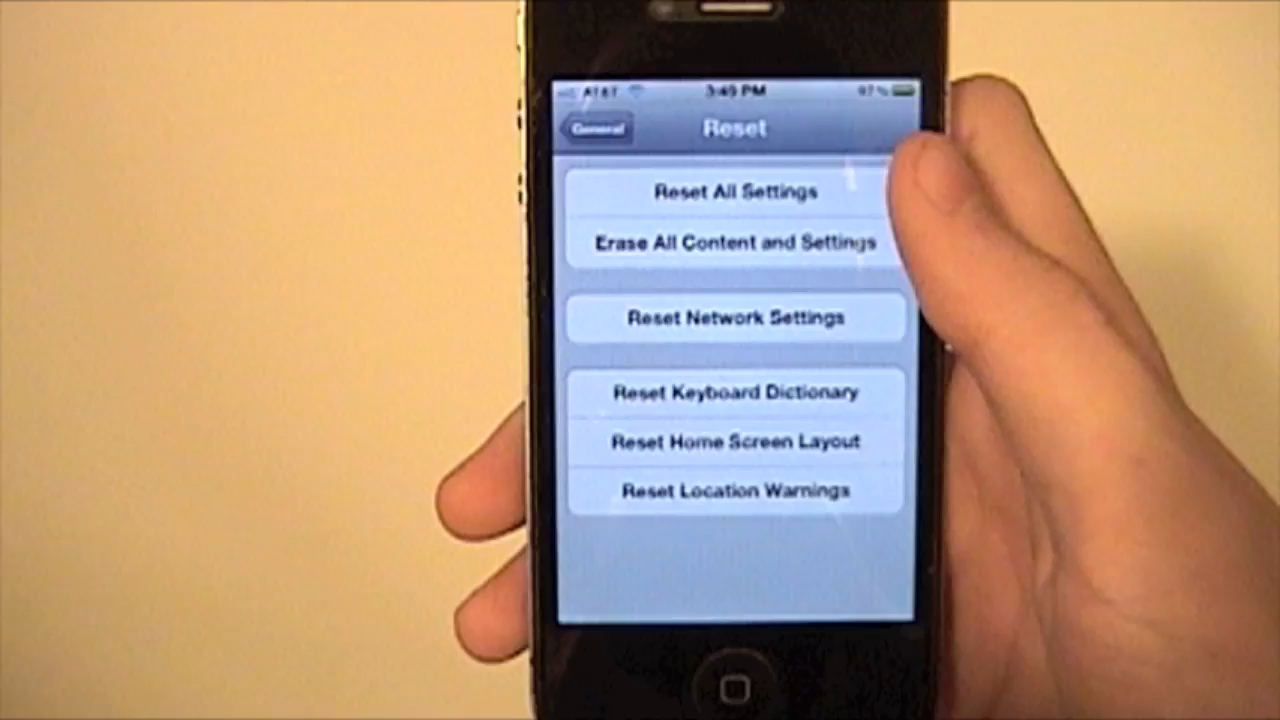 AT&T 3:45 PM 97%
General Reset
Reset All Settings
Erase All Content and Settings
Reset Network Settings
Reset Keyboard Dictionary
Reset Home Screen Layout
Reset Location Warnings